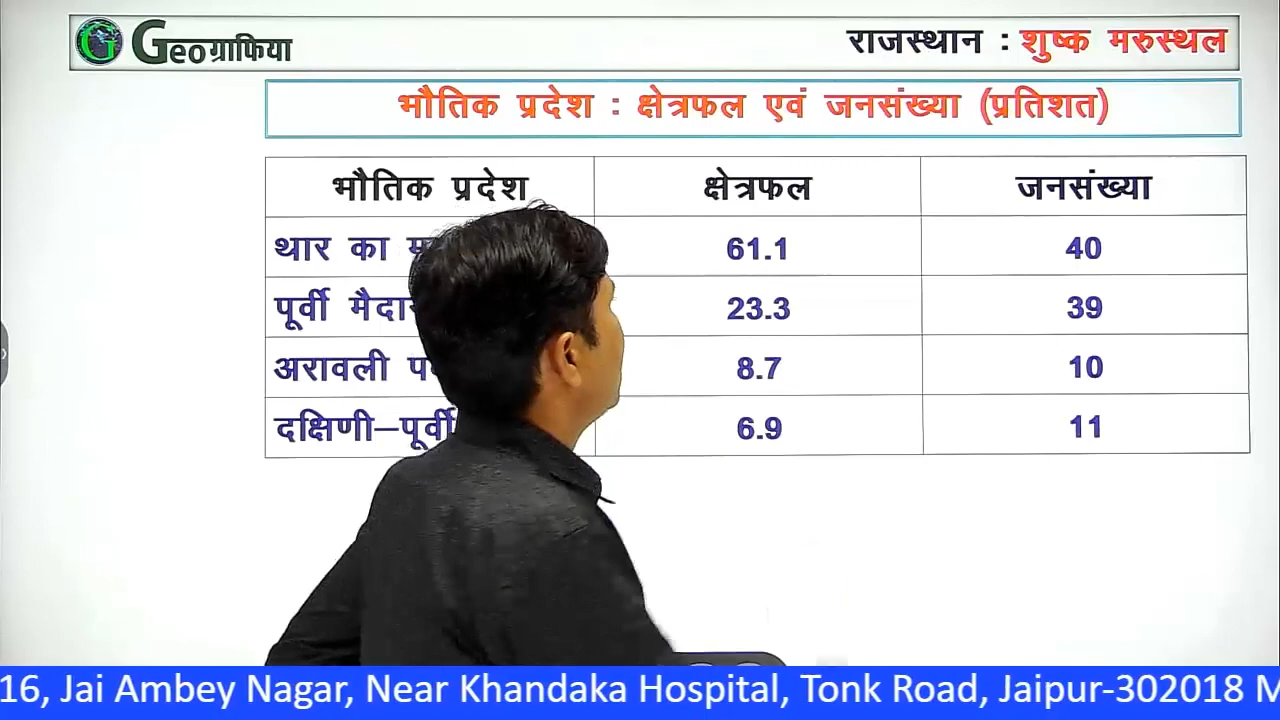 Geoग्राफिया
राजस्थान : शुष्क मरुस्थल
भौतिक प्रदेश : क्षेत्रफल एवं जनसंख्या (प्रतिशत)
भौतिक प्रदेश क्षेत्रफल जनसंख्या
थार का 61.1 40
पूर्वी 23.3 39
अरावली 8.7 10
दक्षिणी–पूर्वी 6.9 11
16, Jai Ambey Nagar, Near Khandaka Hospital, Tonk Road, Jaipur-302018